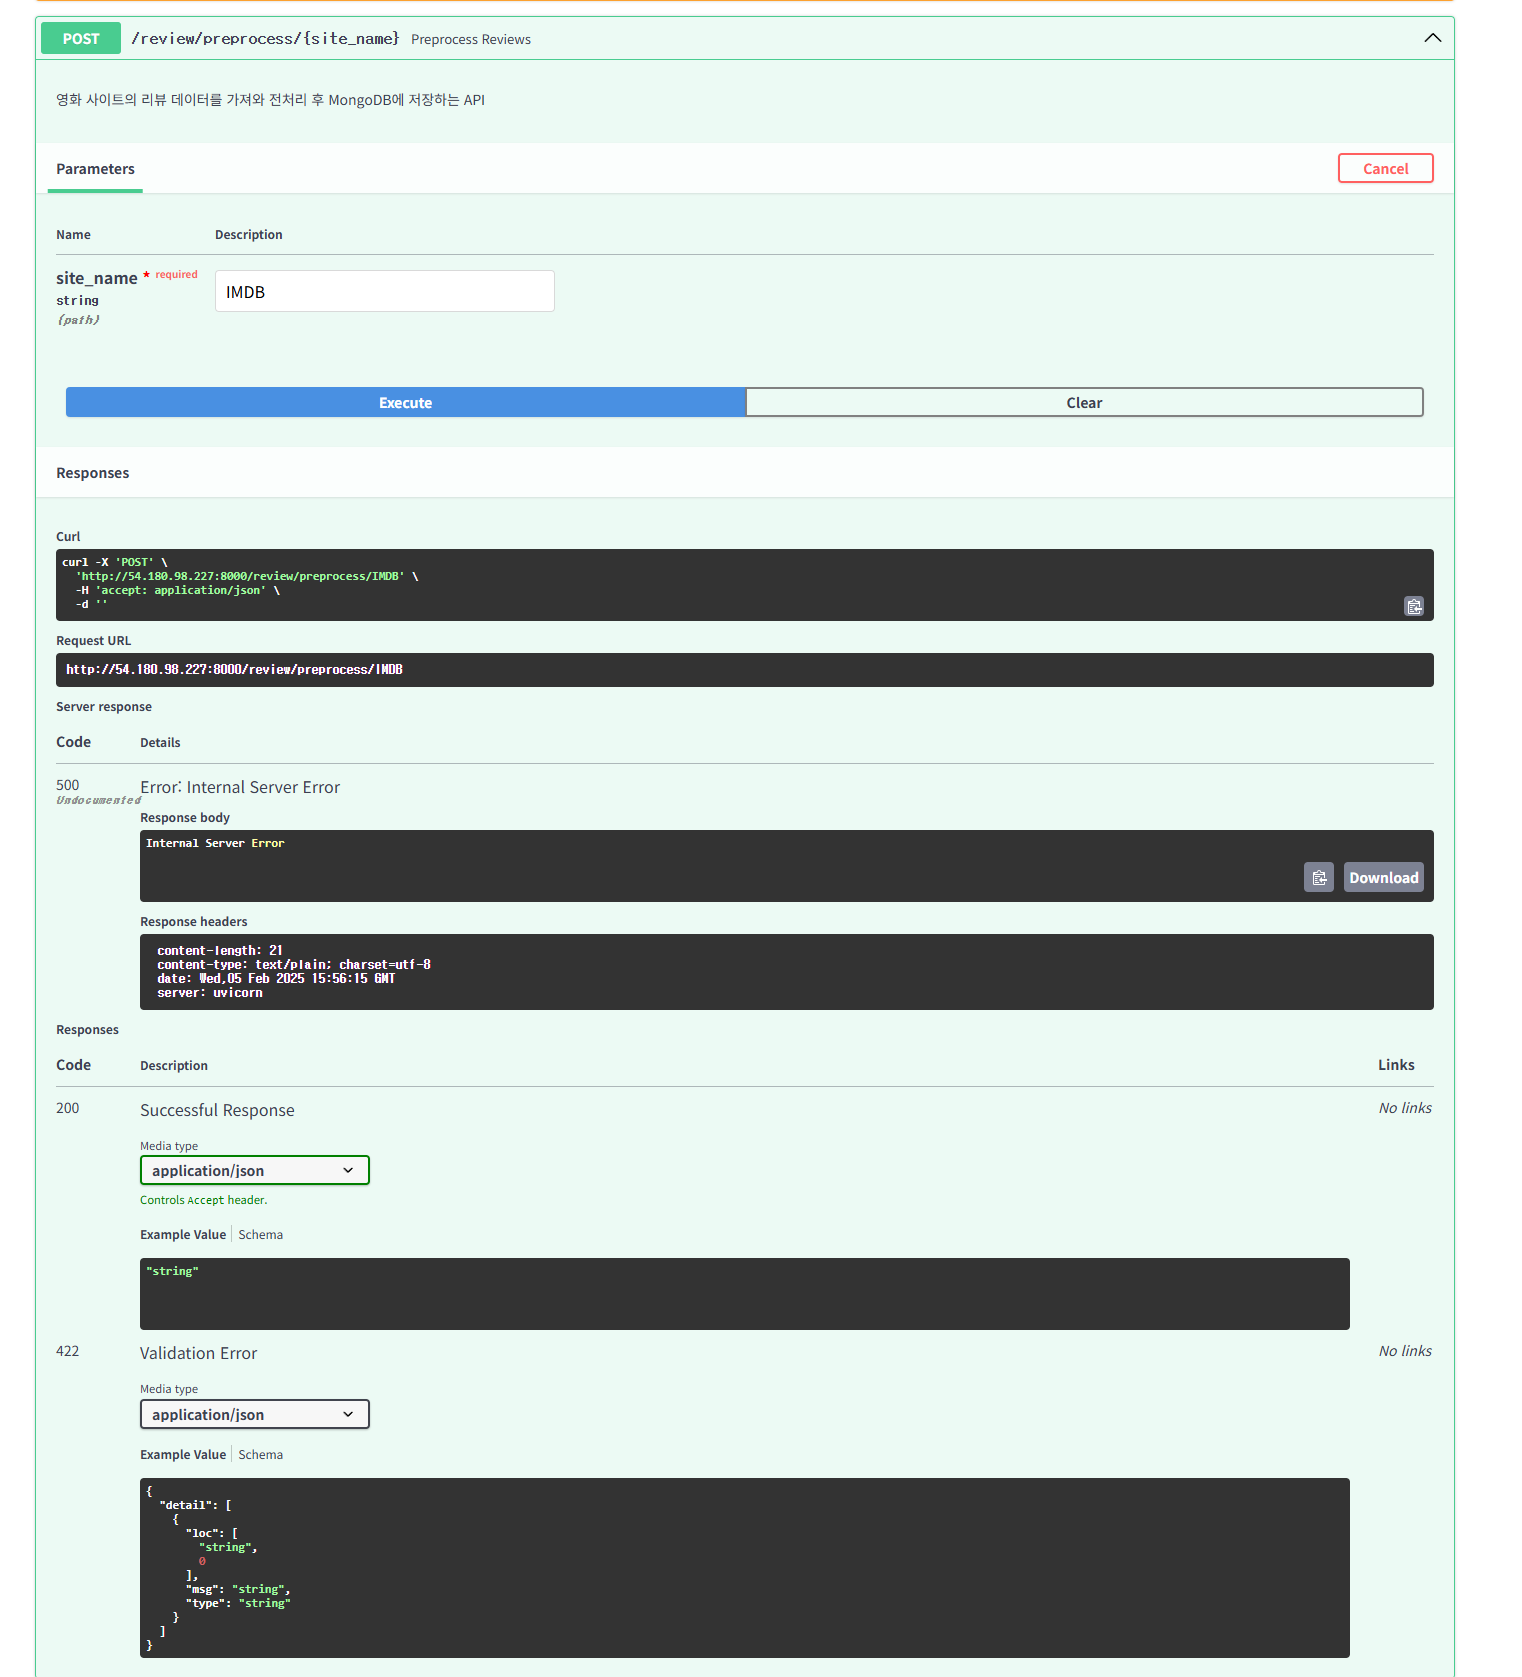 POST /review/preprocess/{site_name} Preprocess Reviews
영화 사이트의 리뷰 데이터를 가져와 전처리 후 MongoDB에 저장하는 API
Parameters
Cancel
Name Description
site_name * required
string
(path)
IMDB
Execute
Clear
Responses
Curl
curl -X 'POST' \
'http://54.180.98.227:8000/review/preprocess/IMDB' \
-H 'accept: application/json' \
-d ''
Request URL
http://54.180.98.227:8000/review/preprocess/IMDB
Server response
Code Details
500
Undocumented
Error: Internal Server Error
Response body
Internal Server Error
Download
Response headers
content-length: 21
content-type: text/plain; charset=utf-8
date: Wed,05 Feb 2025 15:56:15 GMT
server: uvicorn
Responses
Code Description Links
200 Successful Response No links
Media type
application/json
Controls Accept header.
Example Value Schema
"string"
422 Validation Error No links
Media type
application/json
Example Value Schema
{
"detail": [
{
"loc": [
"string",
0
],
"msg": "string",
"type": "string"
}
]
}